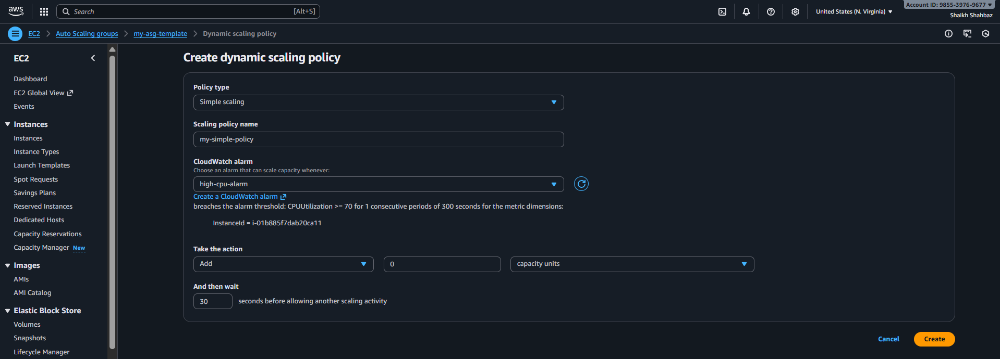 aws
Search [Alt+S]
United States (N. Virginia)
Account ID: 9855-3976-9677
Shaikh Shahbaz
EC2 > Auto Scaling groups > my-asg-template > Dynamic scaling policy
EC2
Dashboard
EC2 Global View
Events
Instances
Instances
Instance Types
Launch Templates
Spot Requests
Savings Plans
Reserved Instances
Dedicated Hosts
Capacity Reservations
Capacity Manager New
Images
AMIs
AMI Catalog
Elastic Block Store
Volumes
Snapshots
Lifecycle Manager
Create dynamic scaling policy
Policy type
Simple scaling
Scaling policy name
my-simple-policy
CloudWatch alarm
Choose an alarm that can scale capacity whenever:
high-cpu-alarm
Create a CloudWatch alarm
breaches the alarm threshold: CPUUtilization >= 70 for 1 consecutive periods of 300 seconds for the metric dimensions:
InstanceId = i-01b885f7dab20ca11
Take the action
Add 0 capacity units
And then wait
30 seconds before allowing another scaling activity
Cancel Create